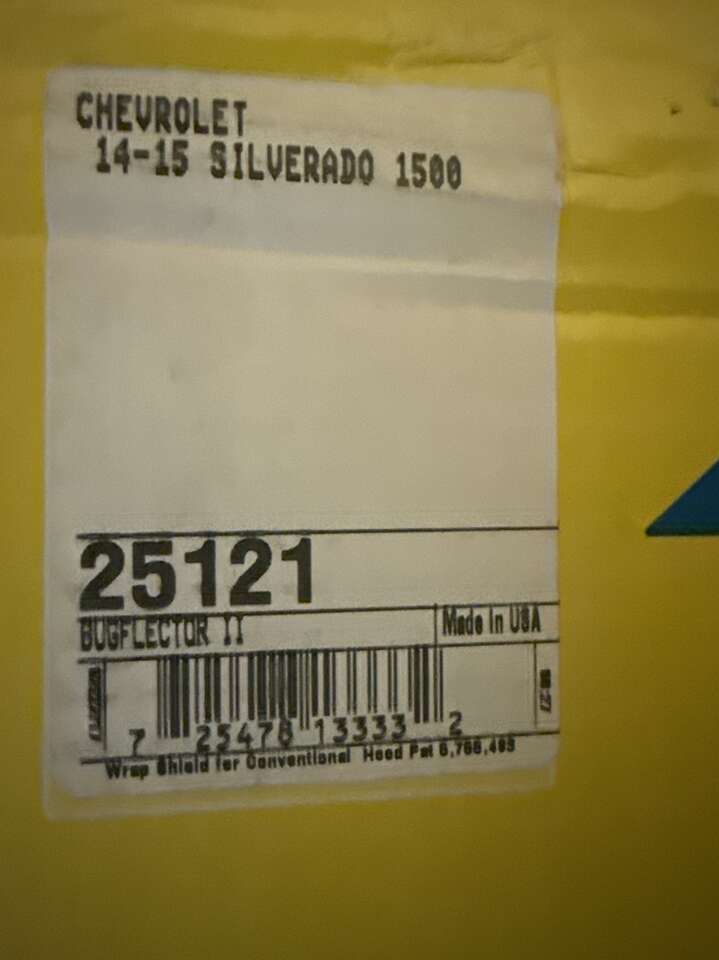 CHEVROLET
14-15 SILVERADO 1500
25121
BUGFLECTOR II
Made in USA
7 25478 13333 2
Wrap Shield for Conventional Hood Pat 6,766,493